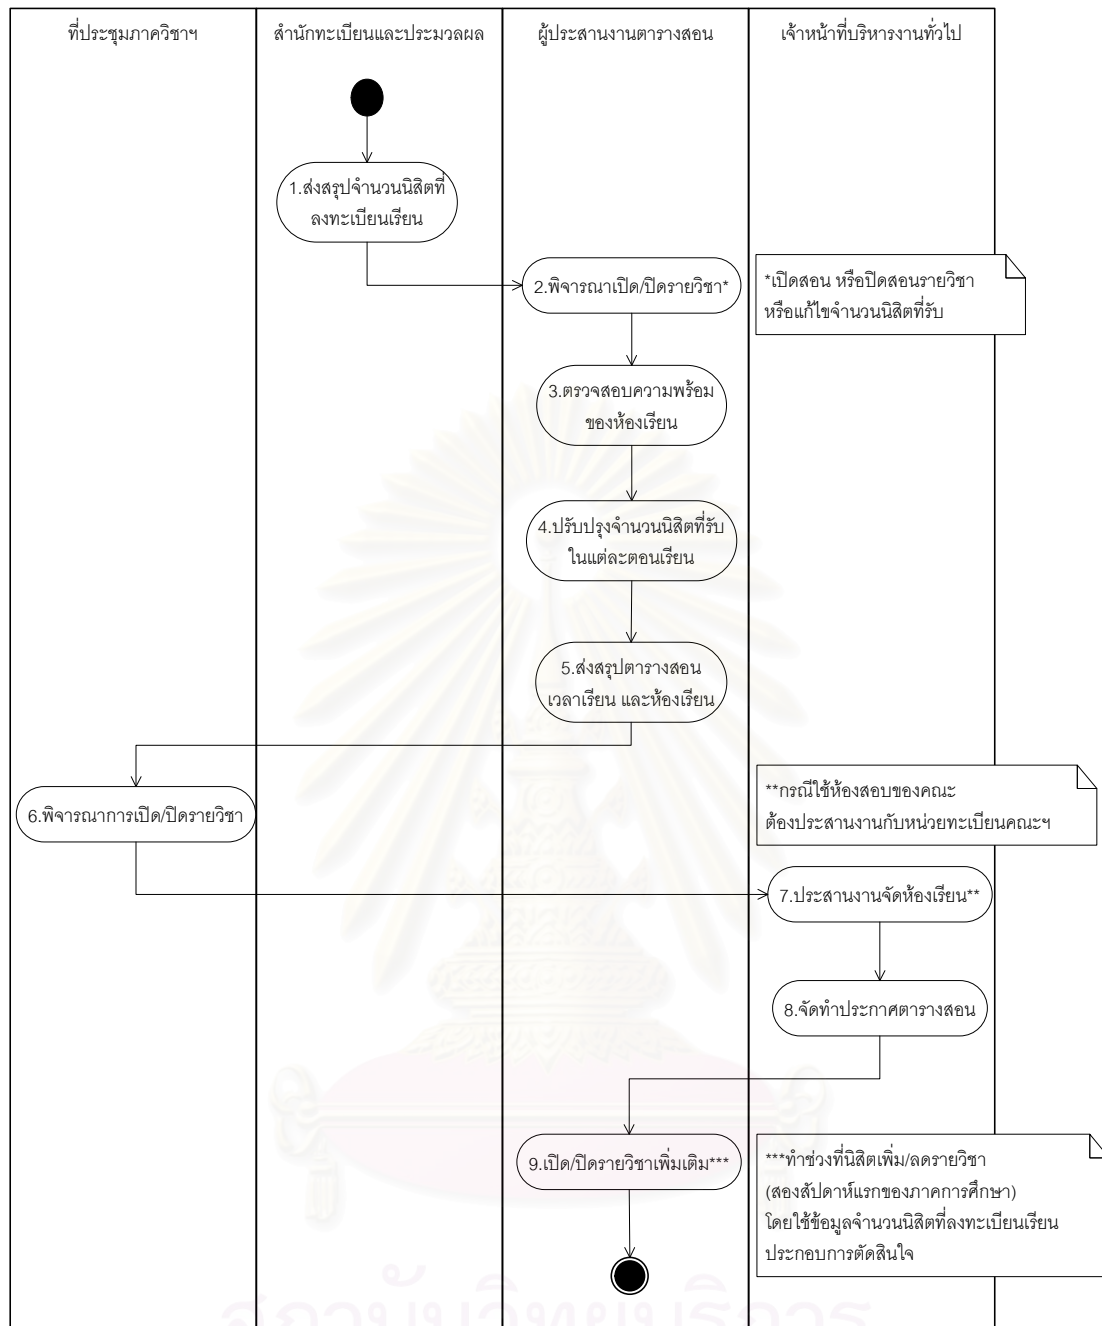 ที่ประชุมภาควิชาฯ
สำนักทะเบียนและประมวลผล
ผู้ประสานงานตารางสอน
เจ้าหน้าที่บริหารงานทั่วไป
1.ส่งสรุปจำนวนนิสิตที่
ลงทะเบียนเรียน
2.พิจารณาเปิด/ปิดรายวิชา*
*เปิดสอน หรือปิดสอนรายวิชา
หรือแก้ไขจำนวนนิสิตที่รับ
3.ตรวจสอบความพร้อม
ของห้องเรียน
4.ปรับปรุงจำนวนนิสิตที่รับ
ในแต่ละตอนเรียน
5.ส่งสรุปตารางสอน
เวลาเรียน และห้องเรียน
6.พิจารณาการเปิด/ปิดรายวิชา
**กรณีใช้ห้องสอบของคณะ
ต้องประสานงานกับหน่วยทะเบียนคณะฯ
7.ประสานงานจัดห้องเรียน**
8.จัดทำประกาศตารางสอน
9.เปิด/ปิดรายวิชาเพิ่มเติม***
***ทำช่วงที่นิสิตเพิ่ม/ลดรายวิชา
(สองสัปดาห์แรกของภาคการศึกษา)
โดยใช้ข้อมูลจำนวนนิสิตที่ลงทะเบียนเรียน
ประกอบการตัดสินใจ
สถาบันวิทยบริการ